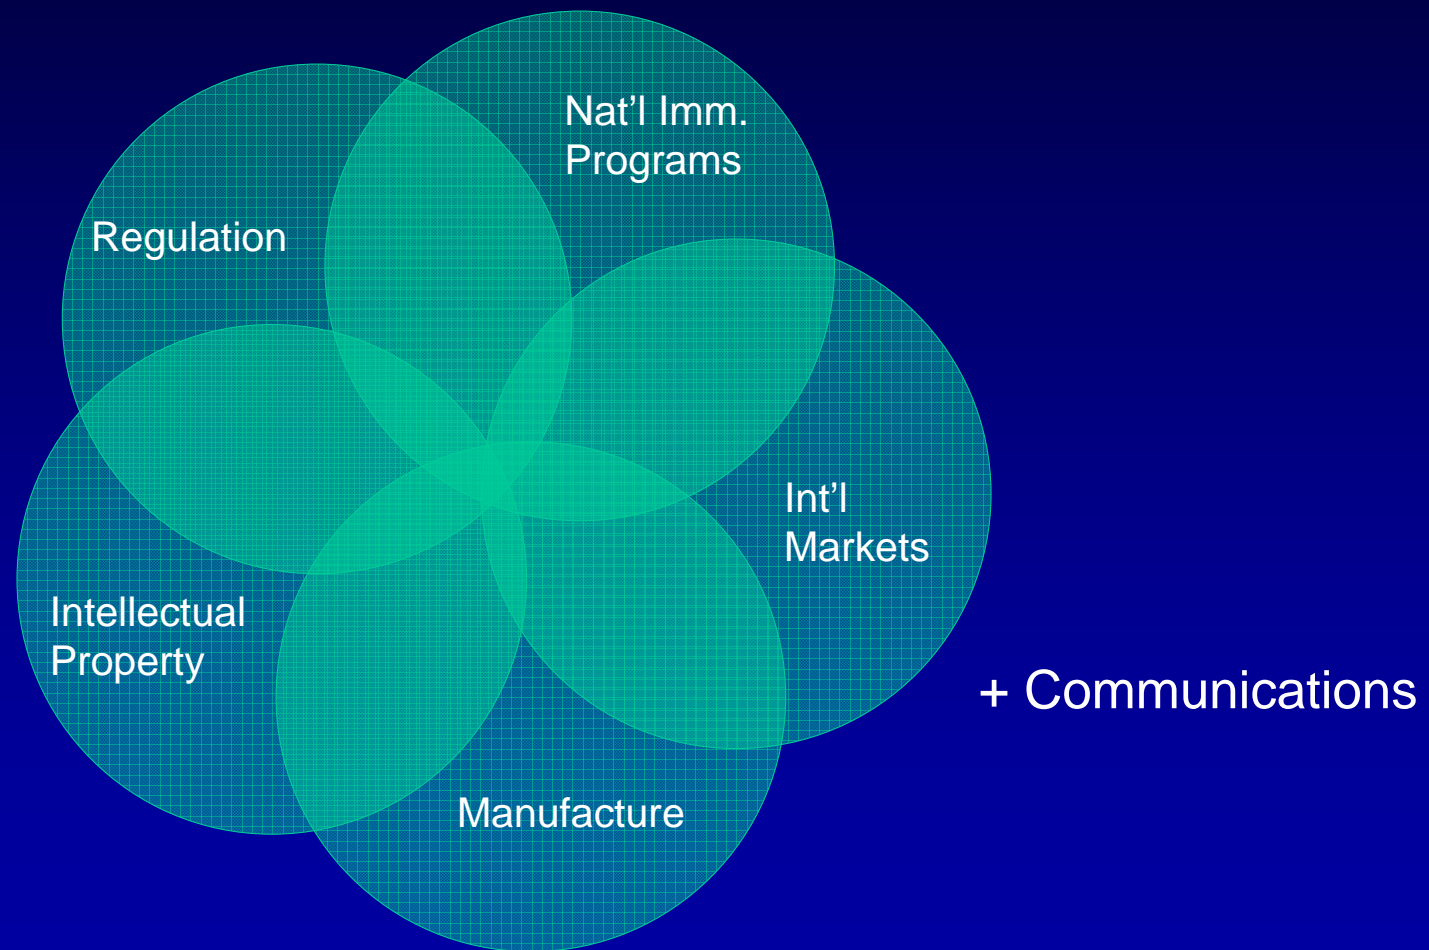 Nat'l Imm.
Programs
Regulation
Int'l
Markets
Intellectual
Property
+ Communications
Manufacture